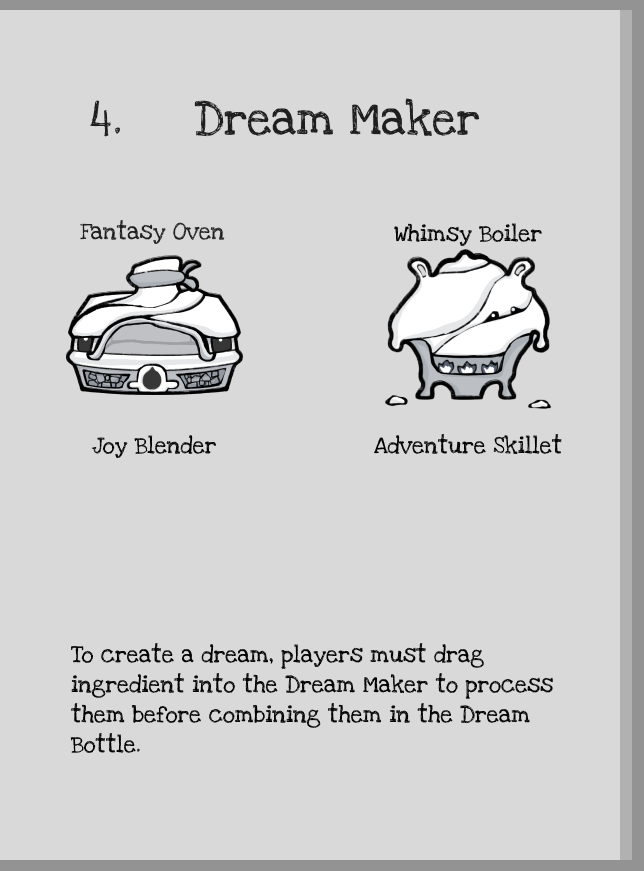 4. Dream Maker
Fantasy Oven
Whimsy Boiler
Joy Blender
Adventure Skillet
To create a dream, players must drag
ingredient into the Dream Maker to process
them before combining them in the Dream
Bottle.